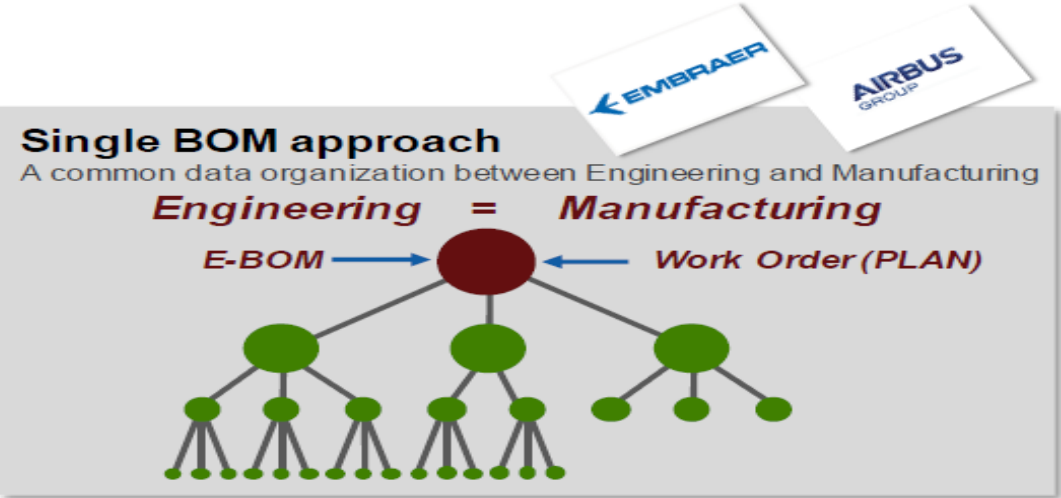 EMBRAER
AIRBUS
GROUP
Single BOM approach
A common data organization between Engineering and Manufacturing
Engineering = Manufacturing
E-BOM
Work Order (PLAN)